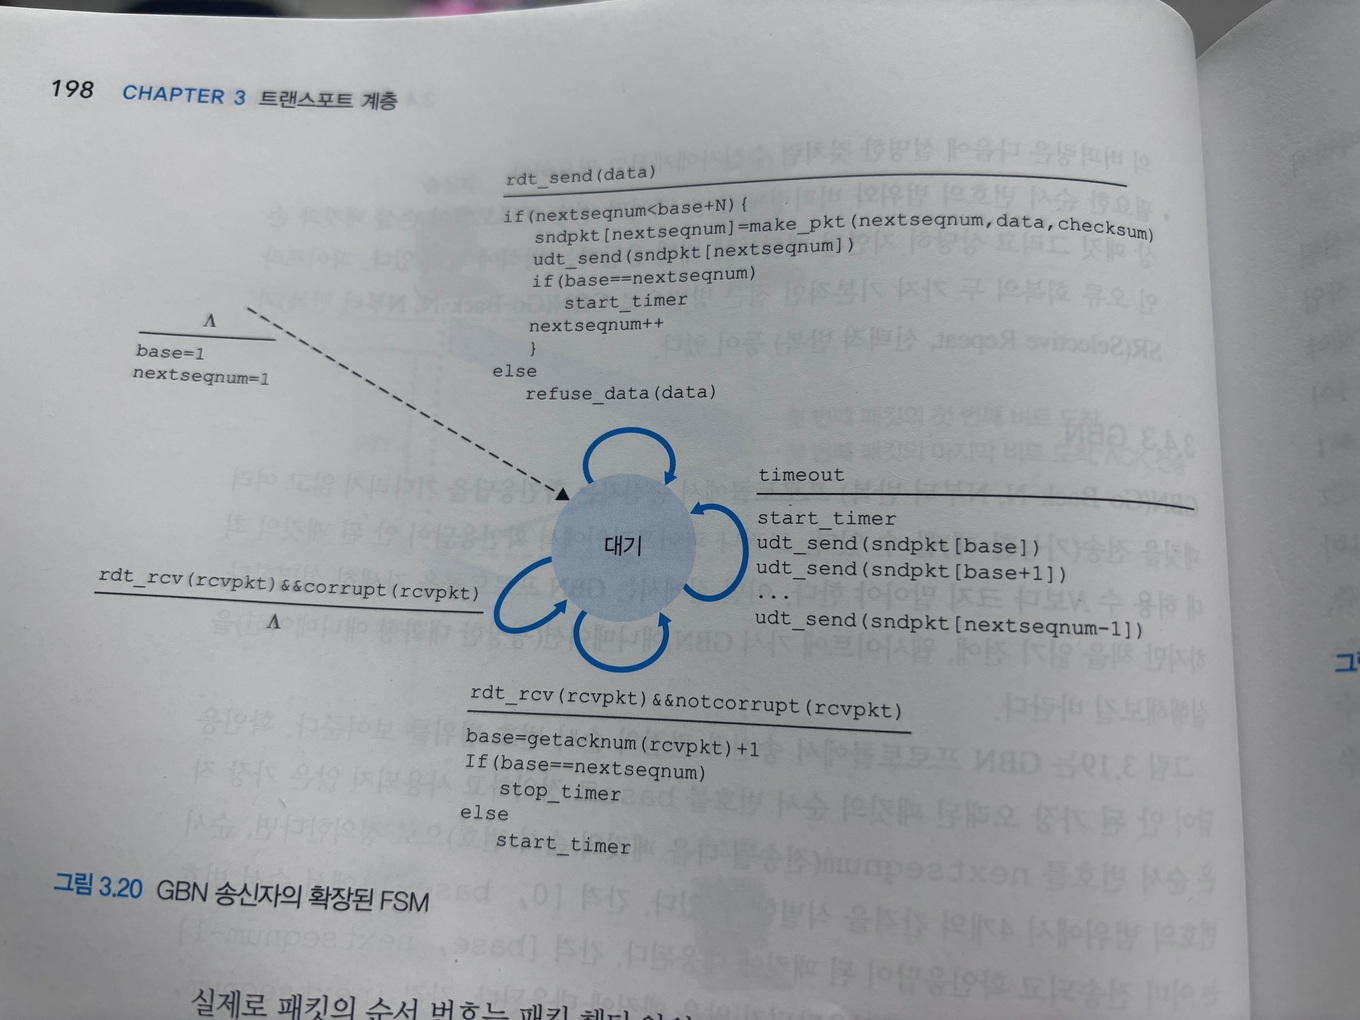 198 CHAPTER 3 트랜스포트 계층
rdt_send(data)
if(nextseqnum<base+N){
sndpkt[nextseqnum]=make_pkt(nextseqnum,data,checksum)
udt_send(sndpkt[nextseqnum])
if(base==nextseqnum)
start_timer
nextseqnum++
}
else
refuse_data(data)
Λ
base=1
nextseqnum=1
대기
timeout
start_timer
udt_send(sndpkt[base])
udt_send(sndpkt[base+1])
...
udt_send(sndpkt[nextseqnum-1])
rdt_rcv(rcvpkt)&&corrupt(rcvpkt)
Λ
rdt_rcv(rcvpkt)&&notcorrupt(rcvpkt)
base=getacknum(rcvpkt)+1
If(base==nextseqnum)
stop_timer
else
start_timer
그림 3.20 GBN 송신자의 확장된 FSM
실제로 패킷의 순서 번호는 패킷